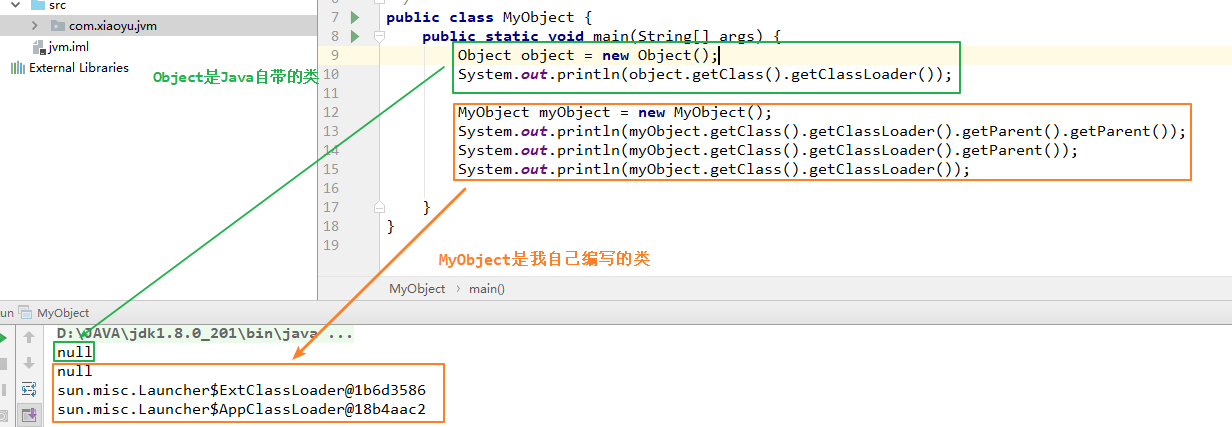 src
com.xiaoyu.jvm
jvm.iml
External Libraries
Object是Java自带的类
7 public class MyObject {
8 public static void main(String[] args) {
9 Object object = new Object();
10 System.out.println(object.getClass().getClassLoader());
11
12 MyObject myObject = new MyObject();
13 System.out.println(myObject.getClass().getClassLoader().getParent().getParent());
14 System.out.println(myObject.getClass().getClassLoader().getParent());
15 System.out.println(myObject.getClass().getClassLoader());
16
17 }
18 }
19
MyObject是我自己编写的类
MyObject › main()
un MyObject
D:\JAVA\jdk1.8.0_201\bin\java ...
null
null
sun.misc.Launcher$ExtClassLoader@1b6d3586
sun.misc.Launcher$AppClassLoader@18b4aac2